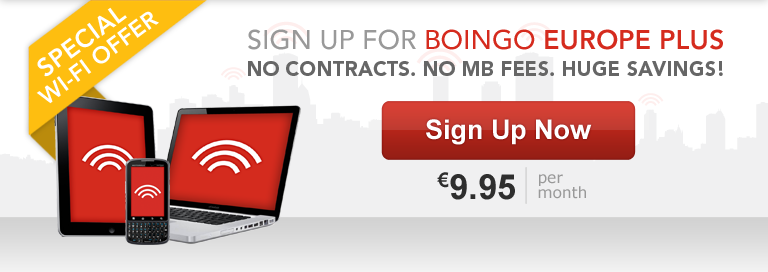 SPECIAL
WI-FI OFFER
SIGN UP FOR BOINGO EUROPE PLUS
NO CONTRACTS. NO MB FEES. HUGE SAVINGS!
Sign Up Now
€9.95 per
month